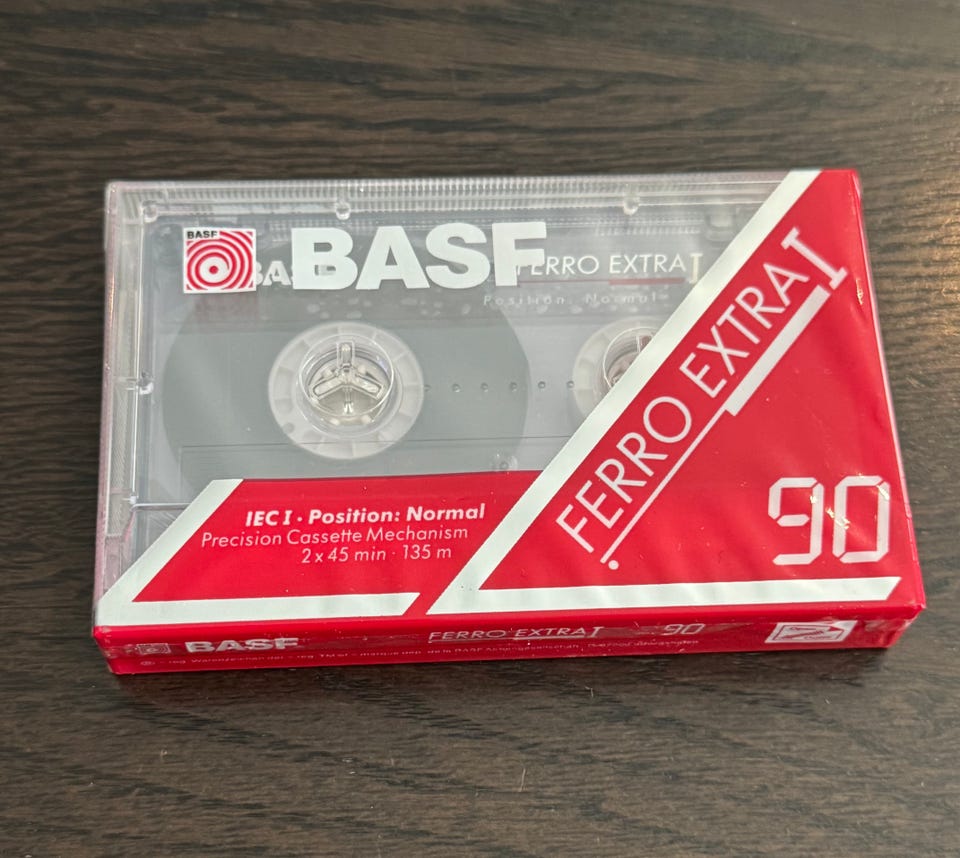 BASF
BASF
FERRO EXTRA I
Position Normal
FERRO EXTRA I
90
IEC I · Position: Normal
Precision Cassette Mechanism
2 x 45 min · 135 m
BASF FERRO EXTRA I 90